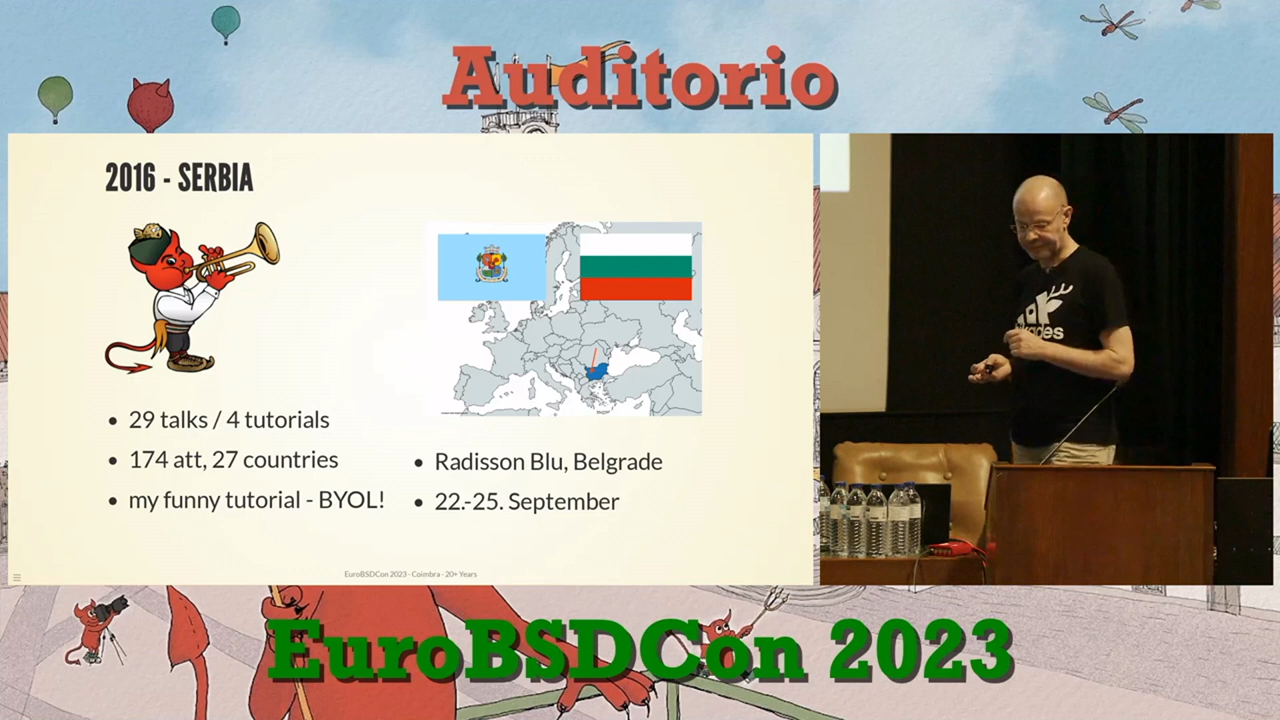 Auditorio
2016 - SERBIA
29 talks / 4 tutorials
174 att, 27 countries
my funny tutorial - BYOL!
Radisson Blu, Belgrade
22.-25. September
EuroBSDCon 2023 - Coimbra - 20+ Years
EuroBSDCon 2023